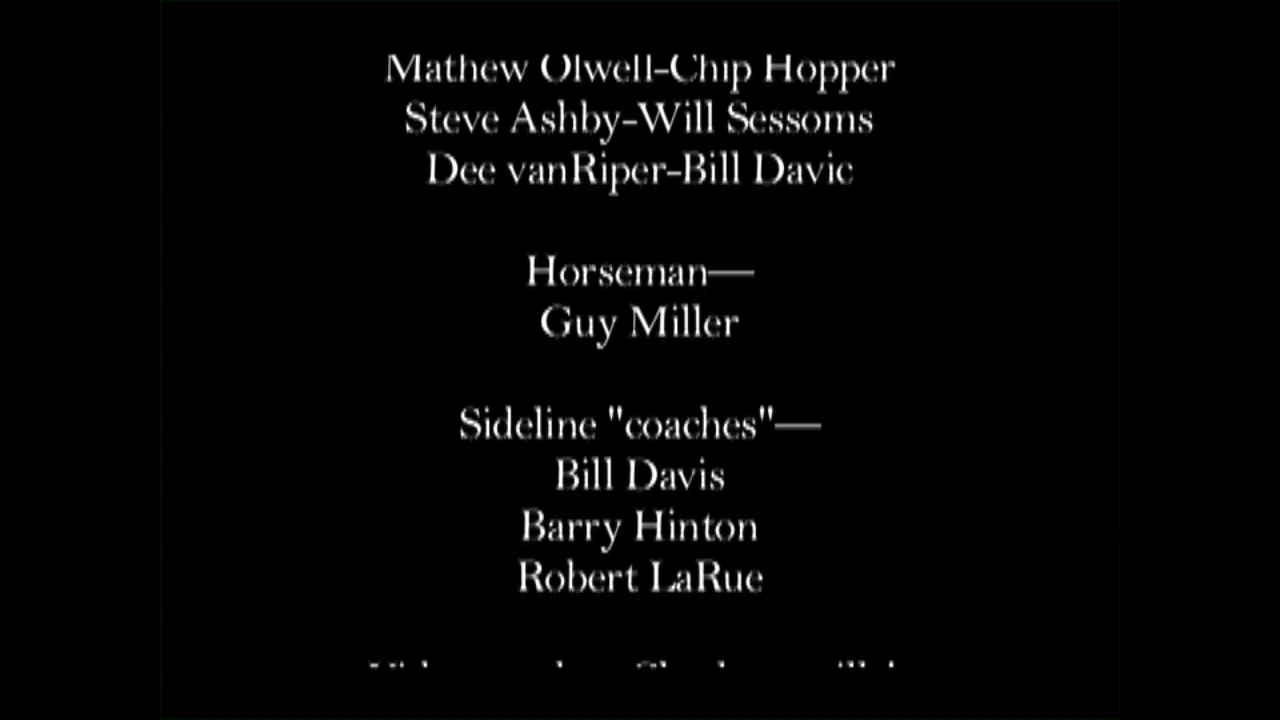 Mathew Olwell-Chip Hopper
Steve Ashby-Will Sessoms
Dee vanRiper-Bill Davic
Horseman—
Guy Miller
Sideline "coaches"—
Bill Davis
Barry Hinton
Robert LaRue